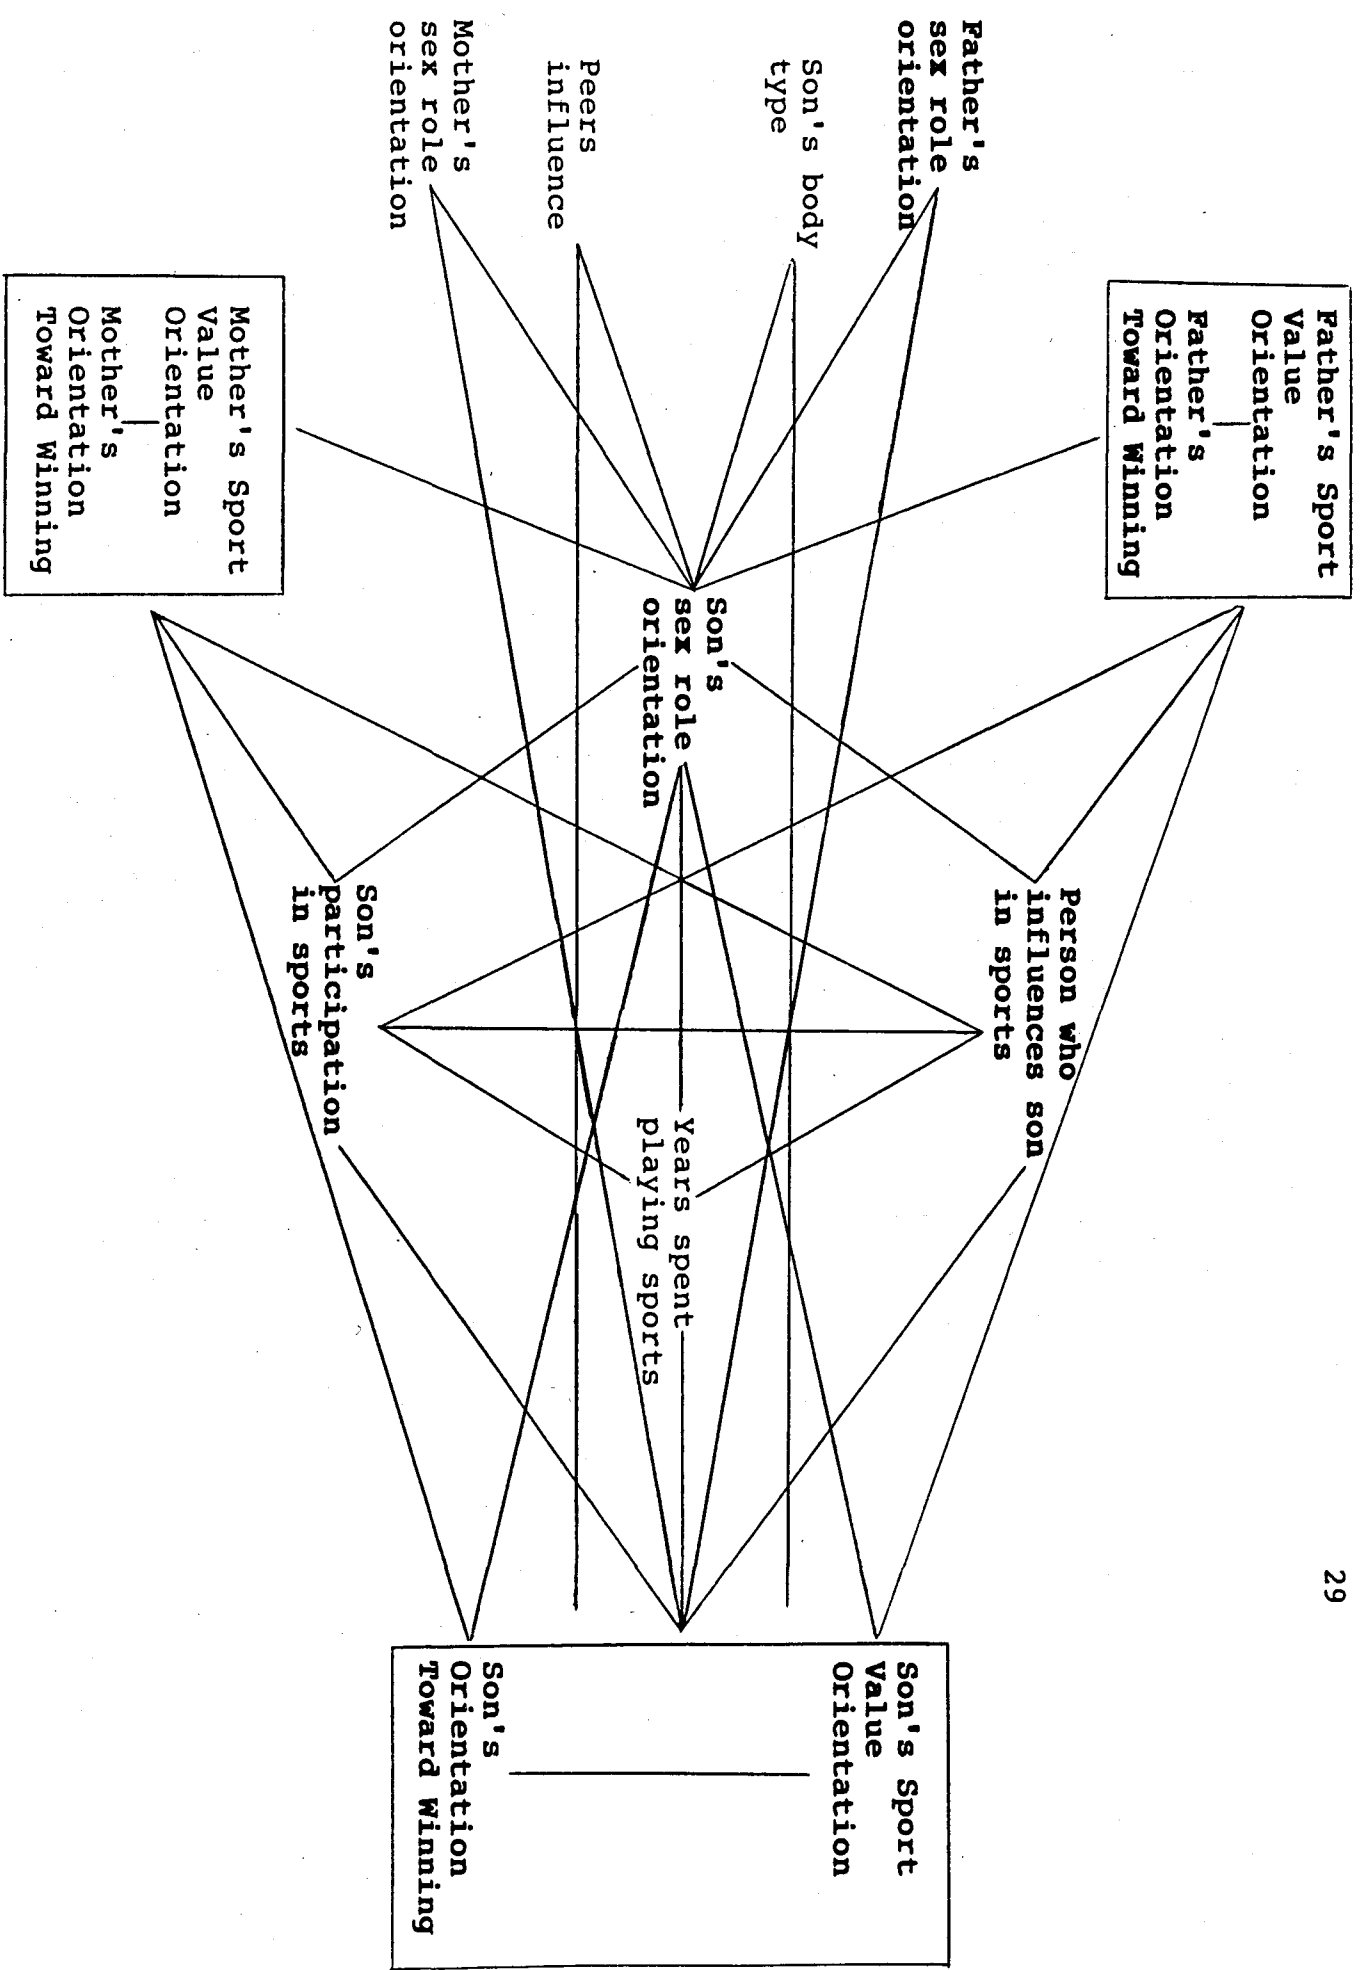 29
Father's Sport
Value
Orientation
Father's
Orientation
Toward Winning
Father's
sex role
orientation
Son's body
type
Peers
influence
Mother's
sex role
orientation
Mother's Sport
Value
Orientation
Mother's
Orientation
Toward Winning
Son's
sex role
orientation
Person who
influences son
in sports
Son's
participation
in sports
Years spent
playing sports
Son's Sport
Value
Orientation
Son's
Orientation
Toward Winning